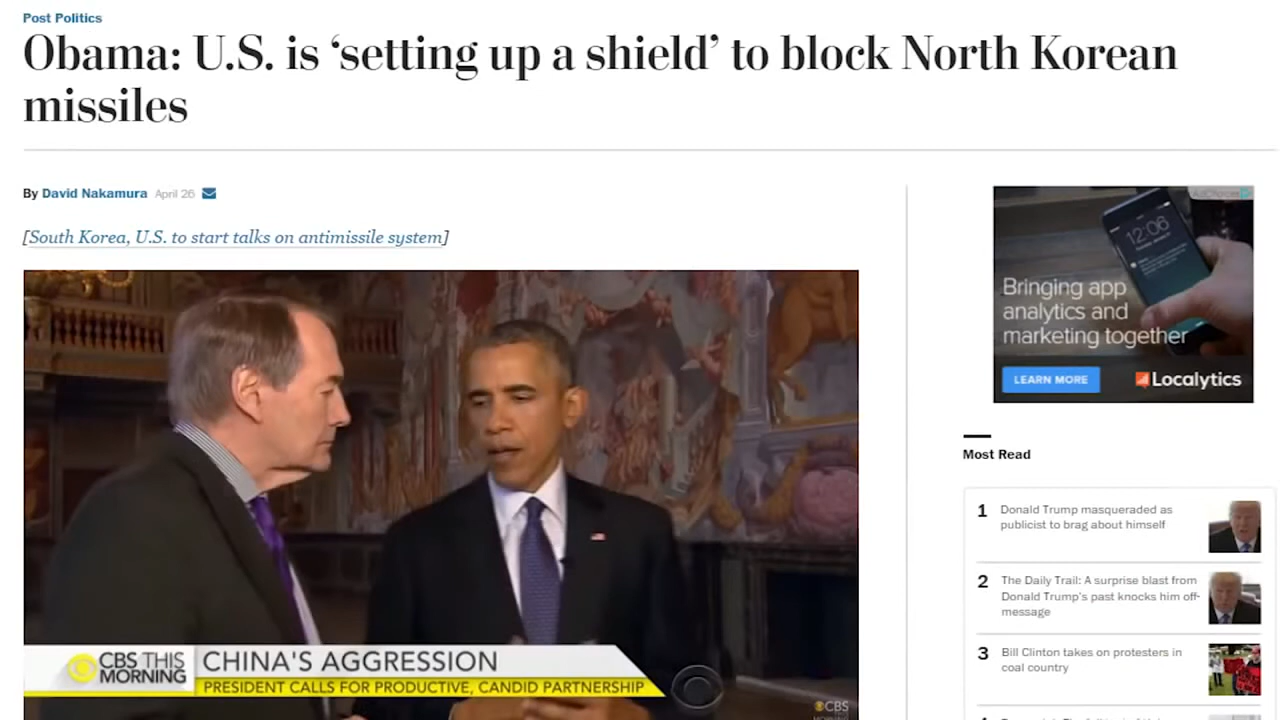 Post Politics
Obama: U.S. is ‘setting up a shield’ to block North Korean
missiles
By David Nakamura April 26
[South Korea, U.S. to start talks on antimissile system]
CBS THIS
MORNING
CHINA'S AGGRESSION
PRESIDENT CALLS FOR PRODUCTIVE, CANDID PARTNERSHIP
CBS
AdChoices
12:06
Bringing app
analytics and
marketing together
LEARN MORE
Localytics
Most Read
1 Donald Trump masqueraded as
publicist to brag about himself
2 The Daily Trail: A surprise blast from
Donald Trump's past knocks him off-
message
3 Bill Clinton takes on protesters in
coal country